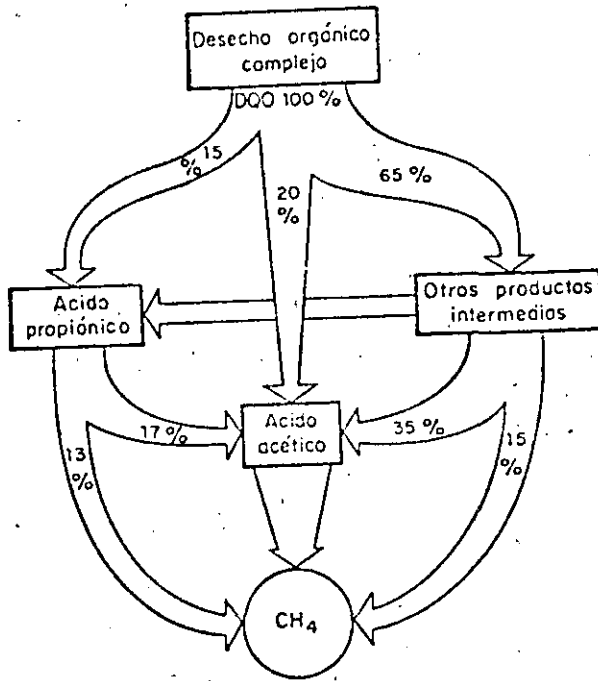 Desecho orgánico
complejo
DQO 100 %
15
%
20
%
65 %
Acido
propiónico
Otros productos
intermedios
17 %
Acido
acético
35 %
13
%
15
%
CH4